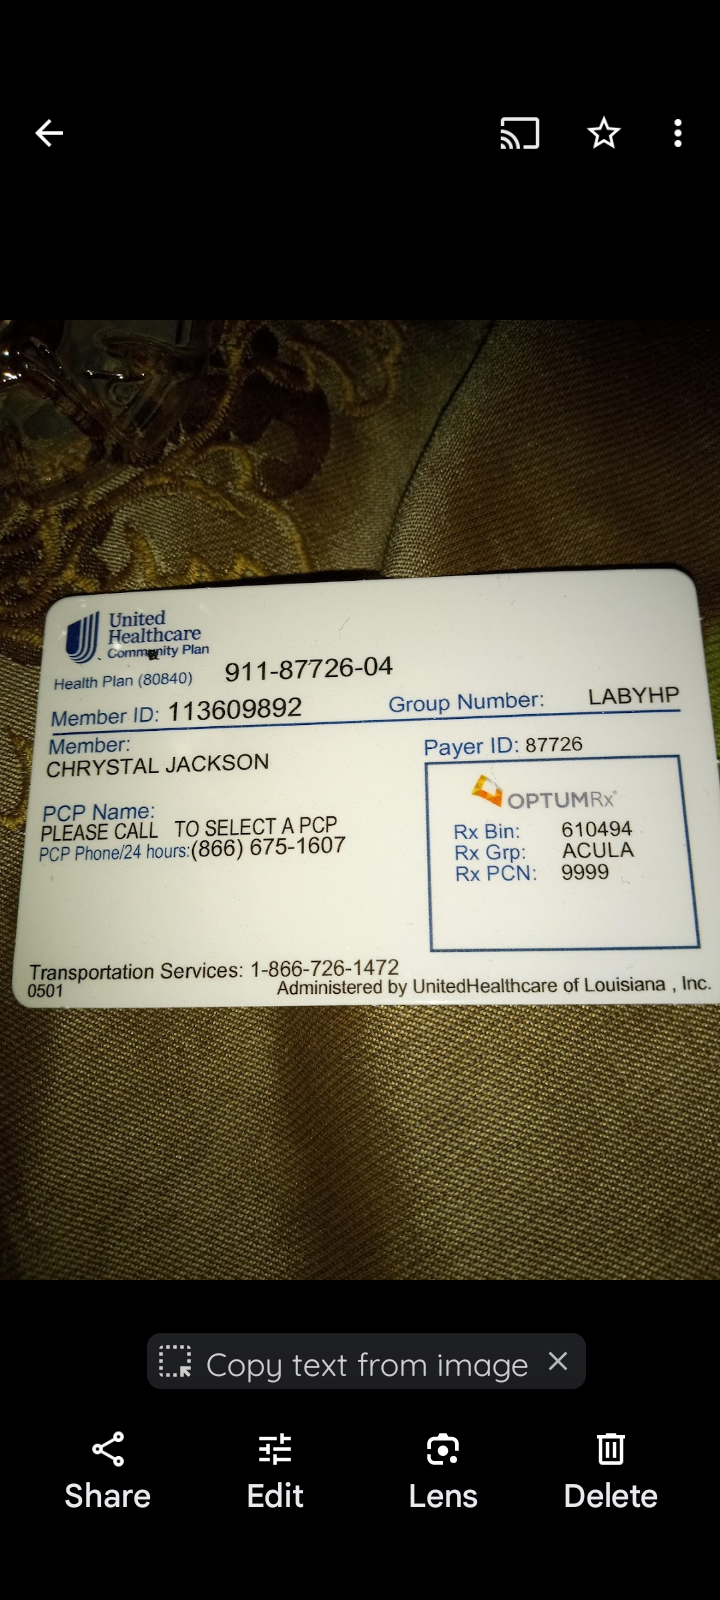 United
Healthcare
Community Plan
Health Plan (80840) 911-87726-04
Member ID: 113609892 Group Number: LABYHP
Member:
CHRYSTAL JACKSON
Payer ID: 87726
PCP Name:
PLEASE CALL TO SELECT A PCP
PCP Phone/24 hours:(866) 675-1607
OPTUMRx®
Rx Bin: 610494
Rx Grp: ACULA
Rx PCN: 9999
Transportation Services: 1-866-726-1472
0501 Administered by UnitedHealthcare of Louisiana , Inc.
Copy text from image
Share Edit Lens Delete